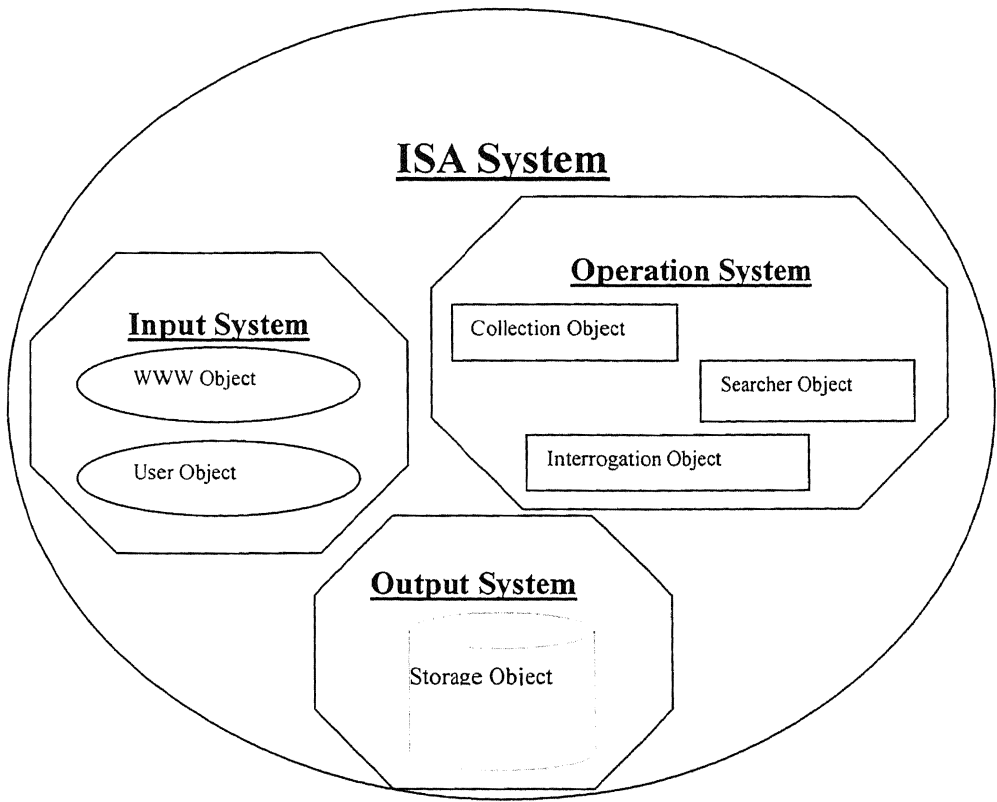 ISA System
Input System
WWW Object
User Object
Operation System
Collection Object
Searcher Object
Interrogation Object
Output System
Storage Object